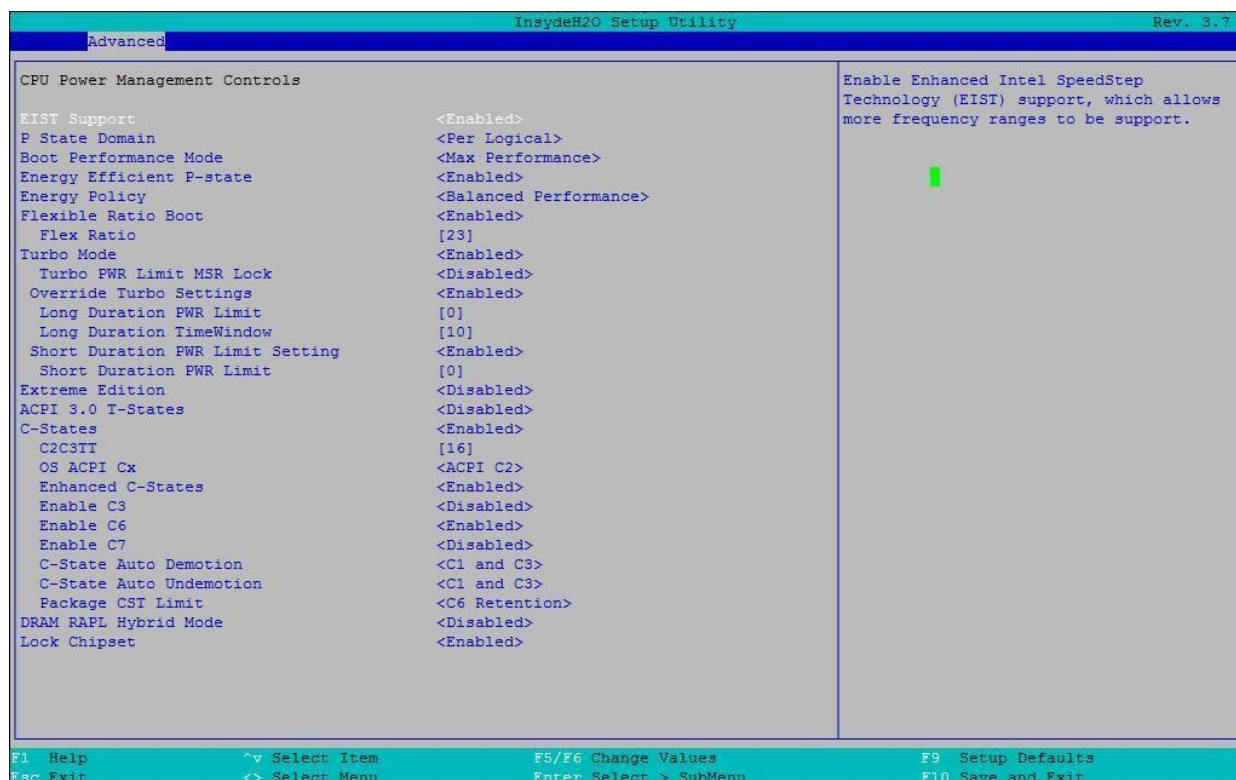 InsydeH2O Setup Utility Rev. 3.7
Advanced
CPU Power Management Controls
EIST Support <Enabled>
P State Domain <Per Logical>
Boot Performance Mode <Max Performance>
Energy Efficient P-state <Enabled>
Energy Policy <Balanced Performance>
Flexible Ratio Boot <Enabled>
Flex Ratio [23]
Turbo Mode <Enabled>
Turbo PWR Limit MSR Lock <Disabled>
Override Turbo Settings <Enabled>
Long Duration PWR Limit [0]
Long Duration TimeWindow [10]
Short Duration PWR Limit Setting <Enabled>
Short Duration PWR Limit [0]
Extreme Edition <Disabled>
ACPI 3.0 T-States <Disabled>
C-States <Enabled>
C2C3TT [16]
OS ACPI Cx <ACPI C2>
Enhanced C-States <Enabled>
Enable C3 <Disabled>
Enable C6 <Enabled>
Enable C7 <Disabled>
C-State Auto Demotion <C1 and C3>
C-State Auto Undemotion <C1 and C3>
Package CST Limit <C6 Retention>
DRAM RAPL Hybrid Mode <Disabled>
Lock Chipset <Enabled>
Enable Enhanced Intel SpeedStep
Technology (EIST) support, which allows
more frequency ranges to be support.
F1 Help ^v Select Item F5/F6 Change Values F9 Setup Defaults
Esc Exit <> Select Menu Enter Select > SubMenu F10 Save and Exit